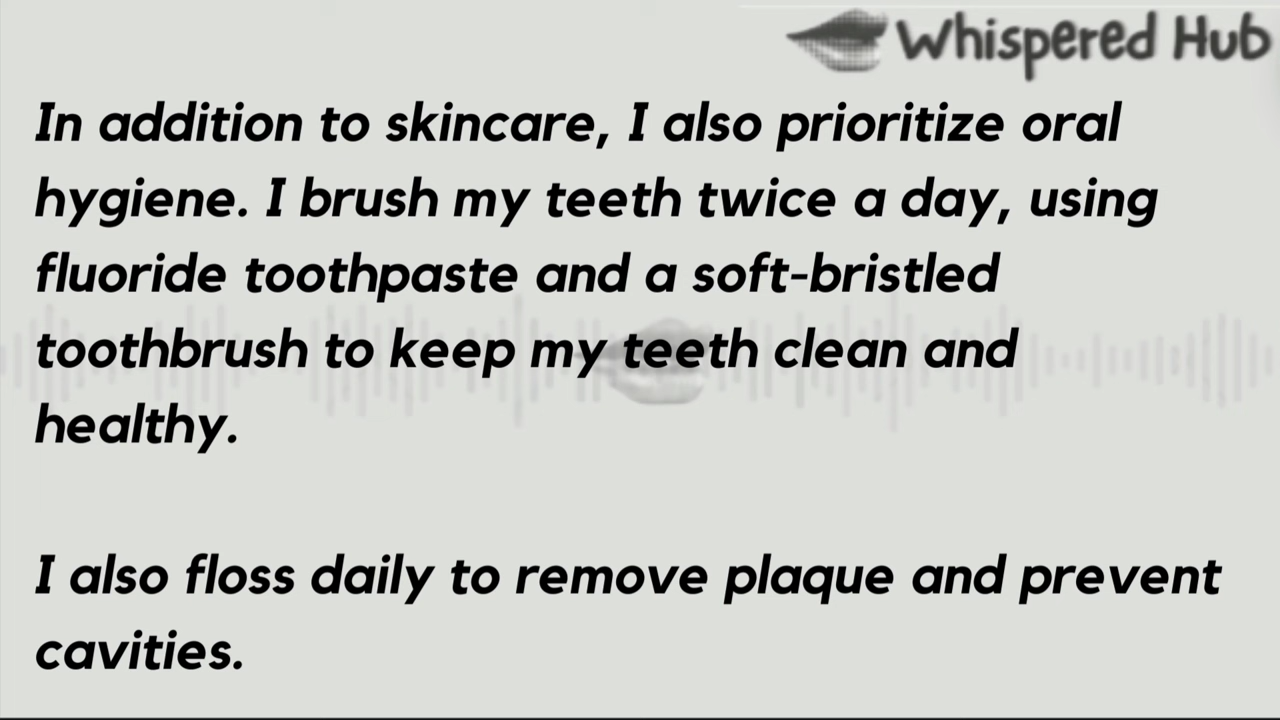 Whispered Hub
In addition to skincare, I also prioritize oral
hygiene. I brush my teeth twice a day, using
fluoride toothpaste and a soft-bristled
toothbrush to keep my teeth clean and
healthy.
I also floss daily to remove plaque and prevent
cavities.